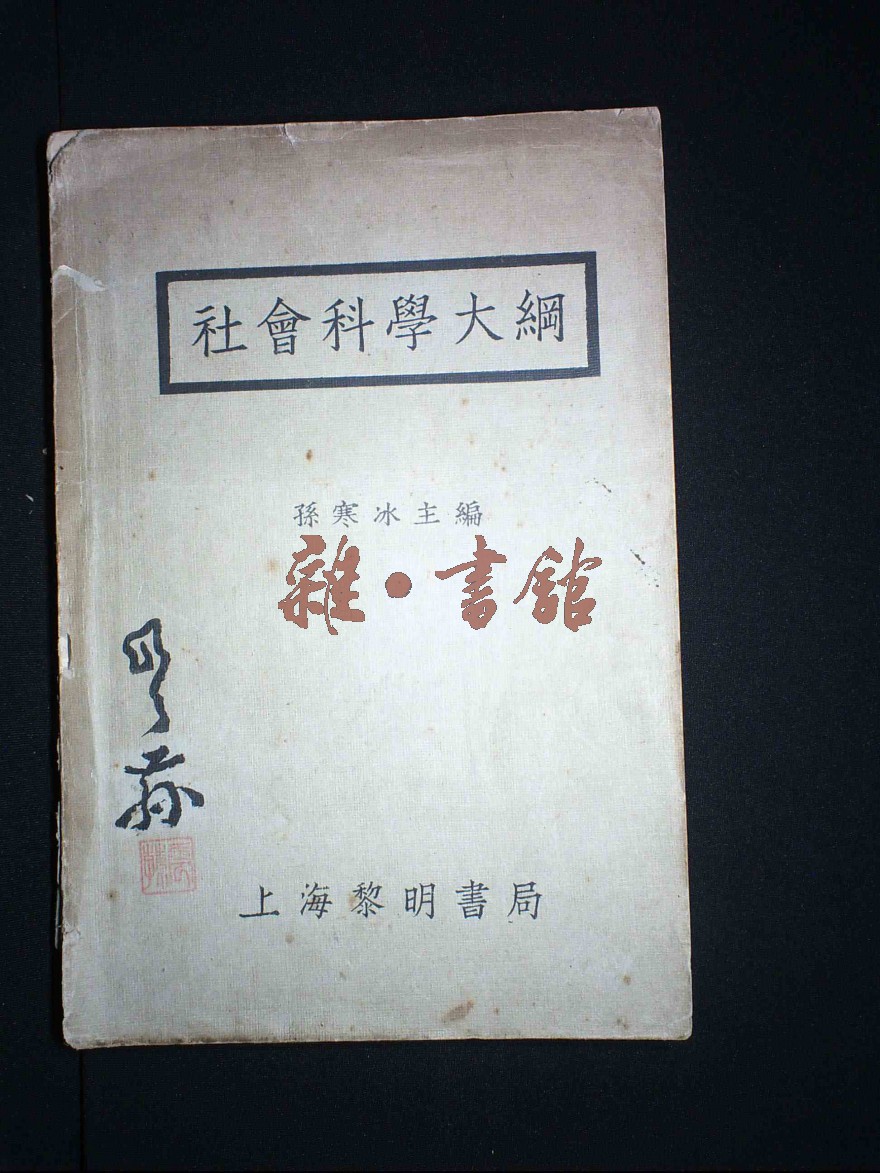 社會科學大綱
孫寒冰主編
雜·書館
上海黎明書局